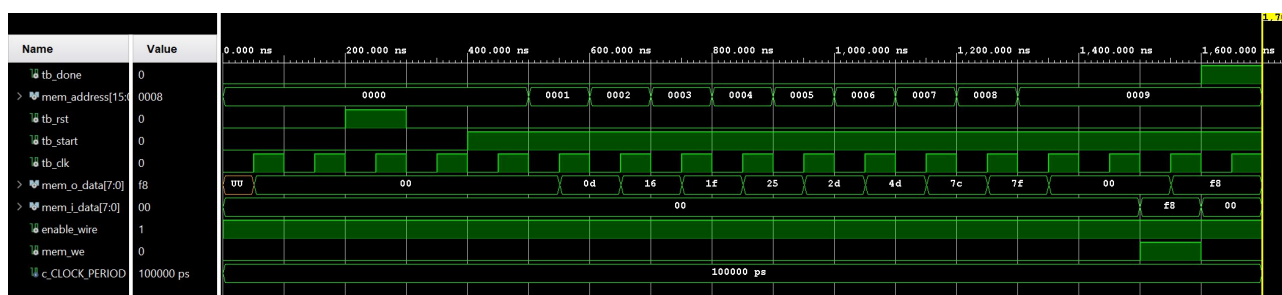 1,70
Name Value 0.000 ns 200.000 ns 400.000 ns 600.000 ns 800.000 ns 1,000.000 ns 1,200.000 ns 1,400.000 ns 1,600.000 ns
tb_done 0
mem_address[15:0 0008 0000 0001 0002 0003 0004 0005 0006 0007 0008 0009
tb_rst 0
tb_start 0
tb_clk 0
mem_o_data[7:0] f8 UU 00 0d 16 1f 25 2d 4d 7c 7f 00 f8
mem_i_data[7:0] 00 00 f8 00
enable_wire 1
mem_we 0
c_CLOCK_PERIOD 100000 ps 100000 ps